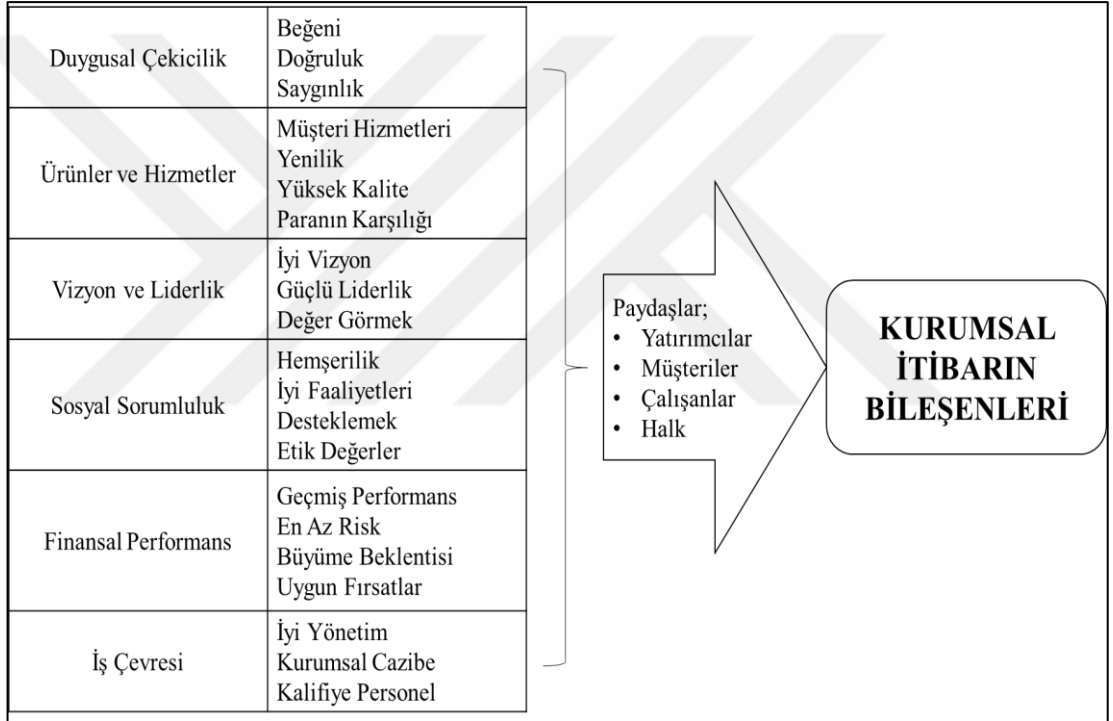 Duygusal Çekicilik
Beğeni
Doğruluk
Saygınlık
Ürünler ve Hizmetler
Müşteri Hizmetleri
Yenilik
Yüksek Kalite
Paranın Karşılığı
Vizyon ve Liderlik
İyi Vizyon
Güçlü Liderlik
Değer Görmek
Sosyal Sorumluluk
Hemşerilik
İyi Faaliyetleri
Desteklemek
Etik Değerler
Finansal Performans
Geçmiş Performans
En Az Risk
Büyüme Beklentisi
Uygun Fırsatlar
İş Çevresi
İyi Yönetim
Kurumsal Cazibe
Kalifiye Personel
Paydaşlar;
• Yatırımcılar
• Müşteriler
• Çalışanlar
• Halk
KURUMSAL
İTİBARIN
BİLEŞENLERİ